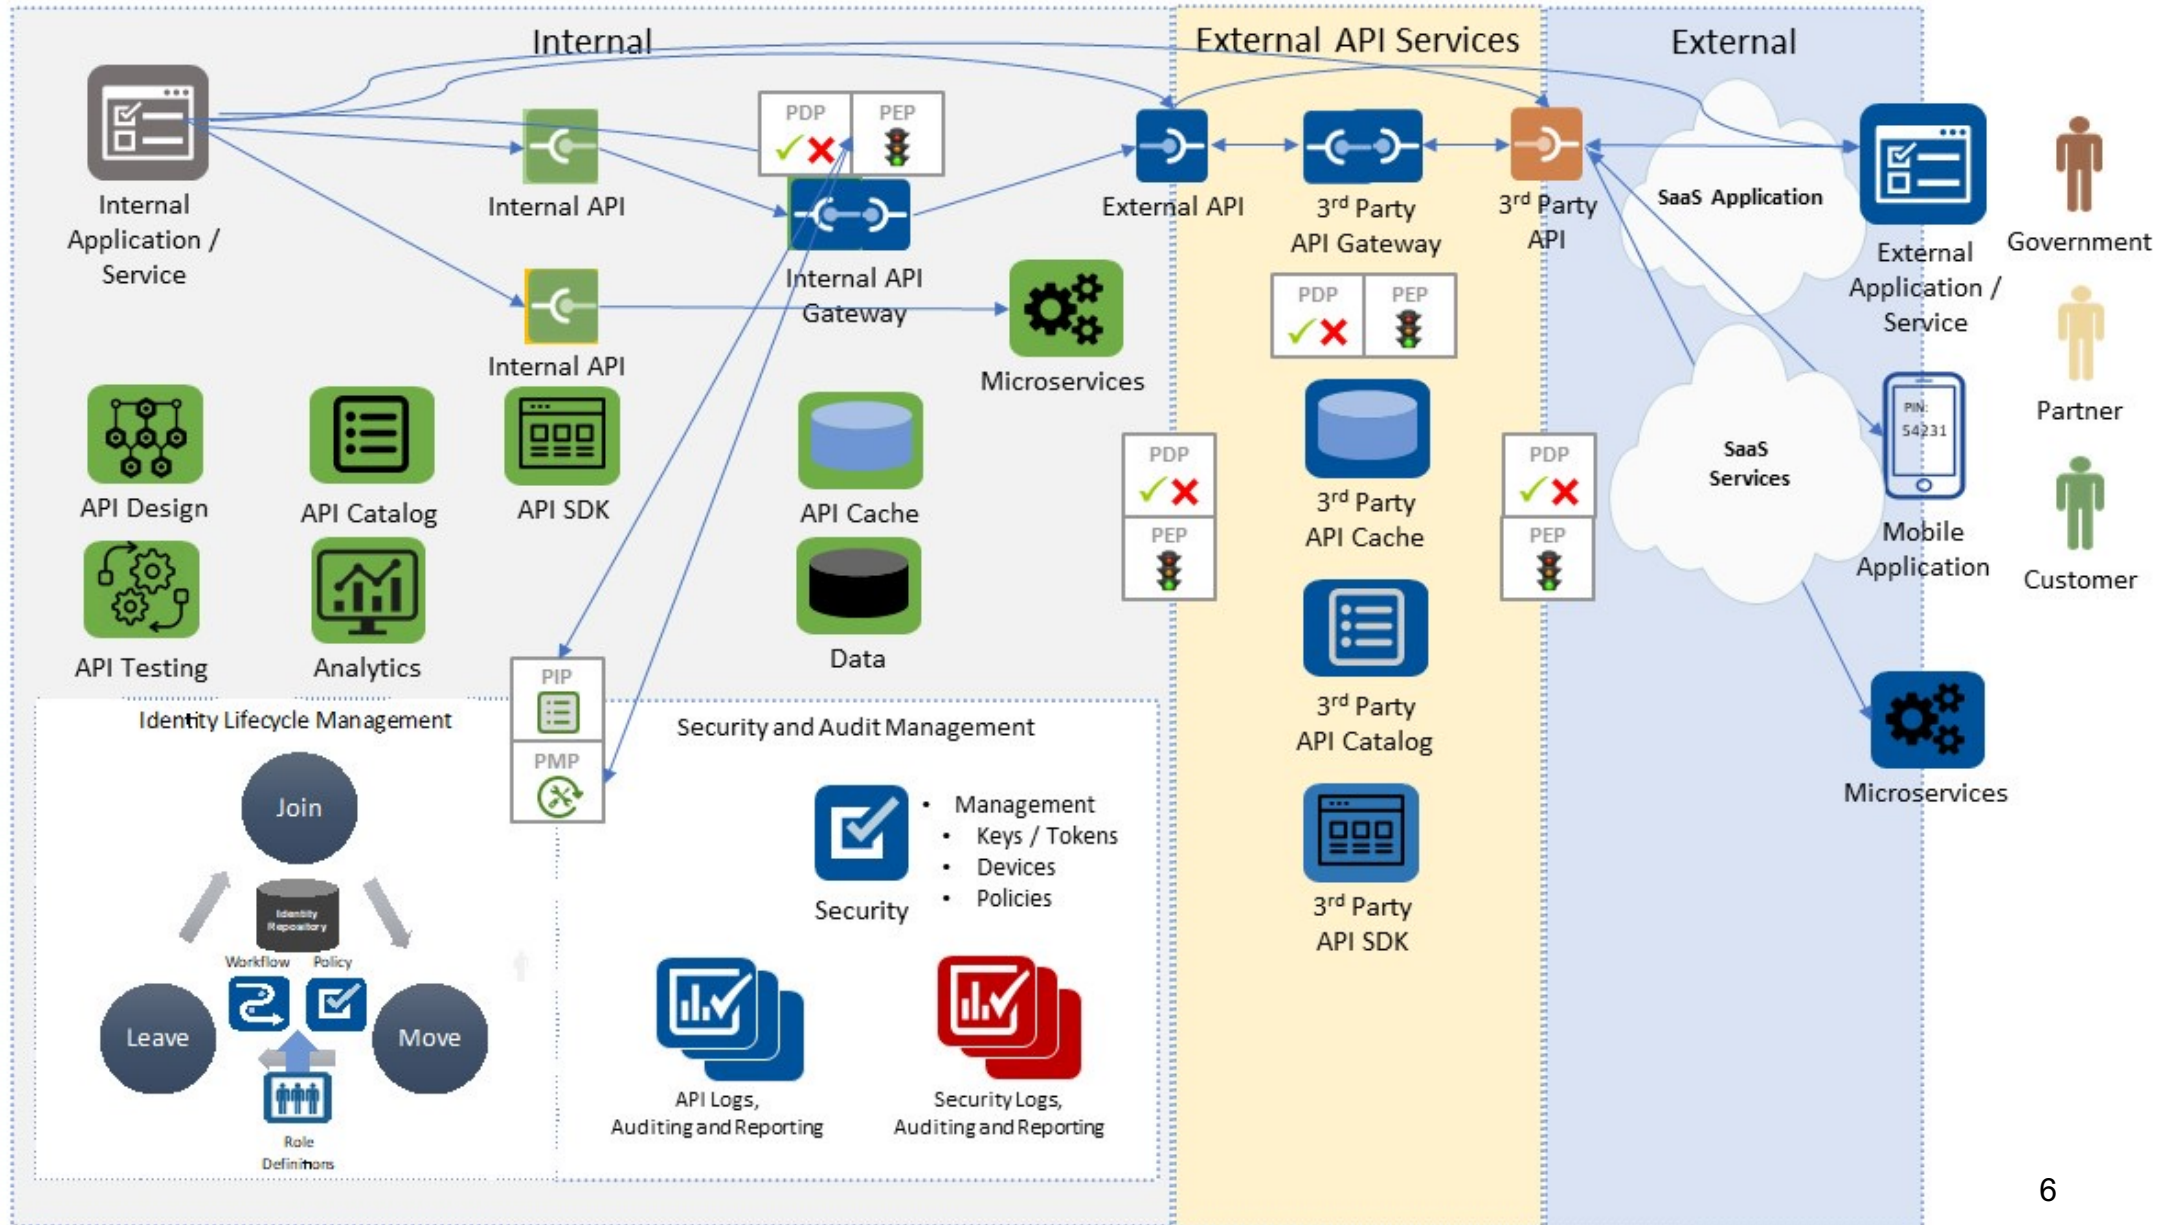 Internal
External API Services
External
PDP
PEP
Internal
Application /
Service
Internal API
Internal API
Gateway
External API
3rd Party
API Gateway
3rd Party
API
SaaS Application
External
Application /
Service
Government
Internal API
Microservices
PDP
PEP
Partner
API Design
API Catalog
API SDK
API Cache
PDP
PEP
3rd Party
API Cache
PDP
PEP
SaaS
Services
PIN:
54231
Mobile
Application
Customer
API Testing
Analytics
Data
PIP
PMP
3rd Party
API Catalog
Microservices
3rd Party
API SDK
Identity Lifecycle Management
Join
Identity
Repository
Workflow
Policy
Leave
Move
Role
Definitions
Security and Audit Management
Security
• Management
• Keys / Tokens
• Devices
• Policies
API Logs,
Auditing and Reporting
Security Logs,
Auditing and Reporting
6